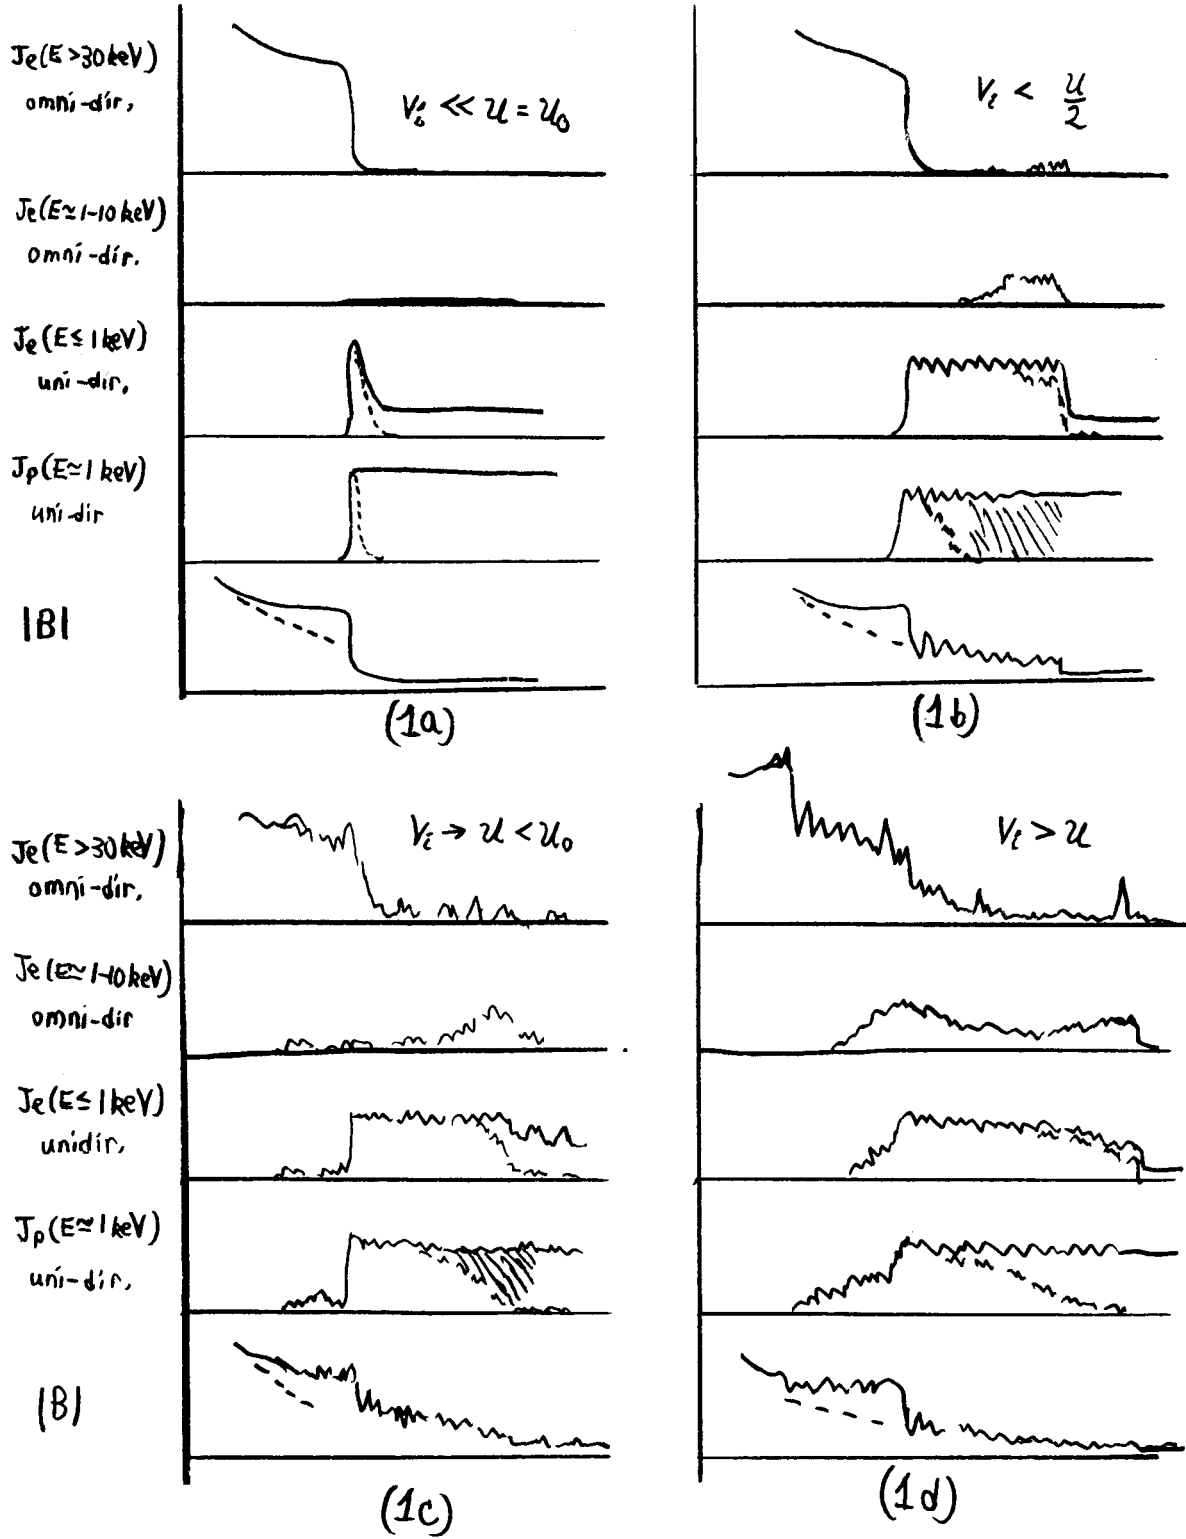 Je(E>30keV)
omni-dir,
Vi ≪ U = U0
Vi < U/2
Je(E≃1-10keV)
omni-dir.
Je(E≤1keV)
uni-dir,
Jp(E≃1keV)
uni-dir
|B|
(1a)
(1b)
Je(E>30keV)
omni-dir,
Vi → U < U0
Vi > U
Je(E≃1-10keV)
omni-dir
Je(E≤1keV)
unidir,
Jp(E≃1keV)
uni-dir,
|B|
(1c)
(1d)